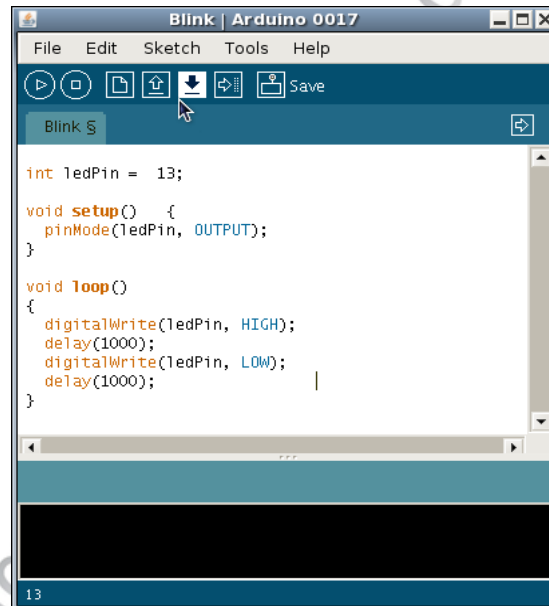 Blink | Arduino 0017
File Edit Sketch Tools Help
Save
Blink §
int ledPin =  13;
void setup()   {
  pinMode(ledPin, OUTPUT);
}
void loop()
{
  digitalWrite(ledPin, HIGH);
  delay(1000);
  digitalWrite(ledPin, LOW);
  delay(1000);
}
13